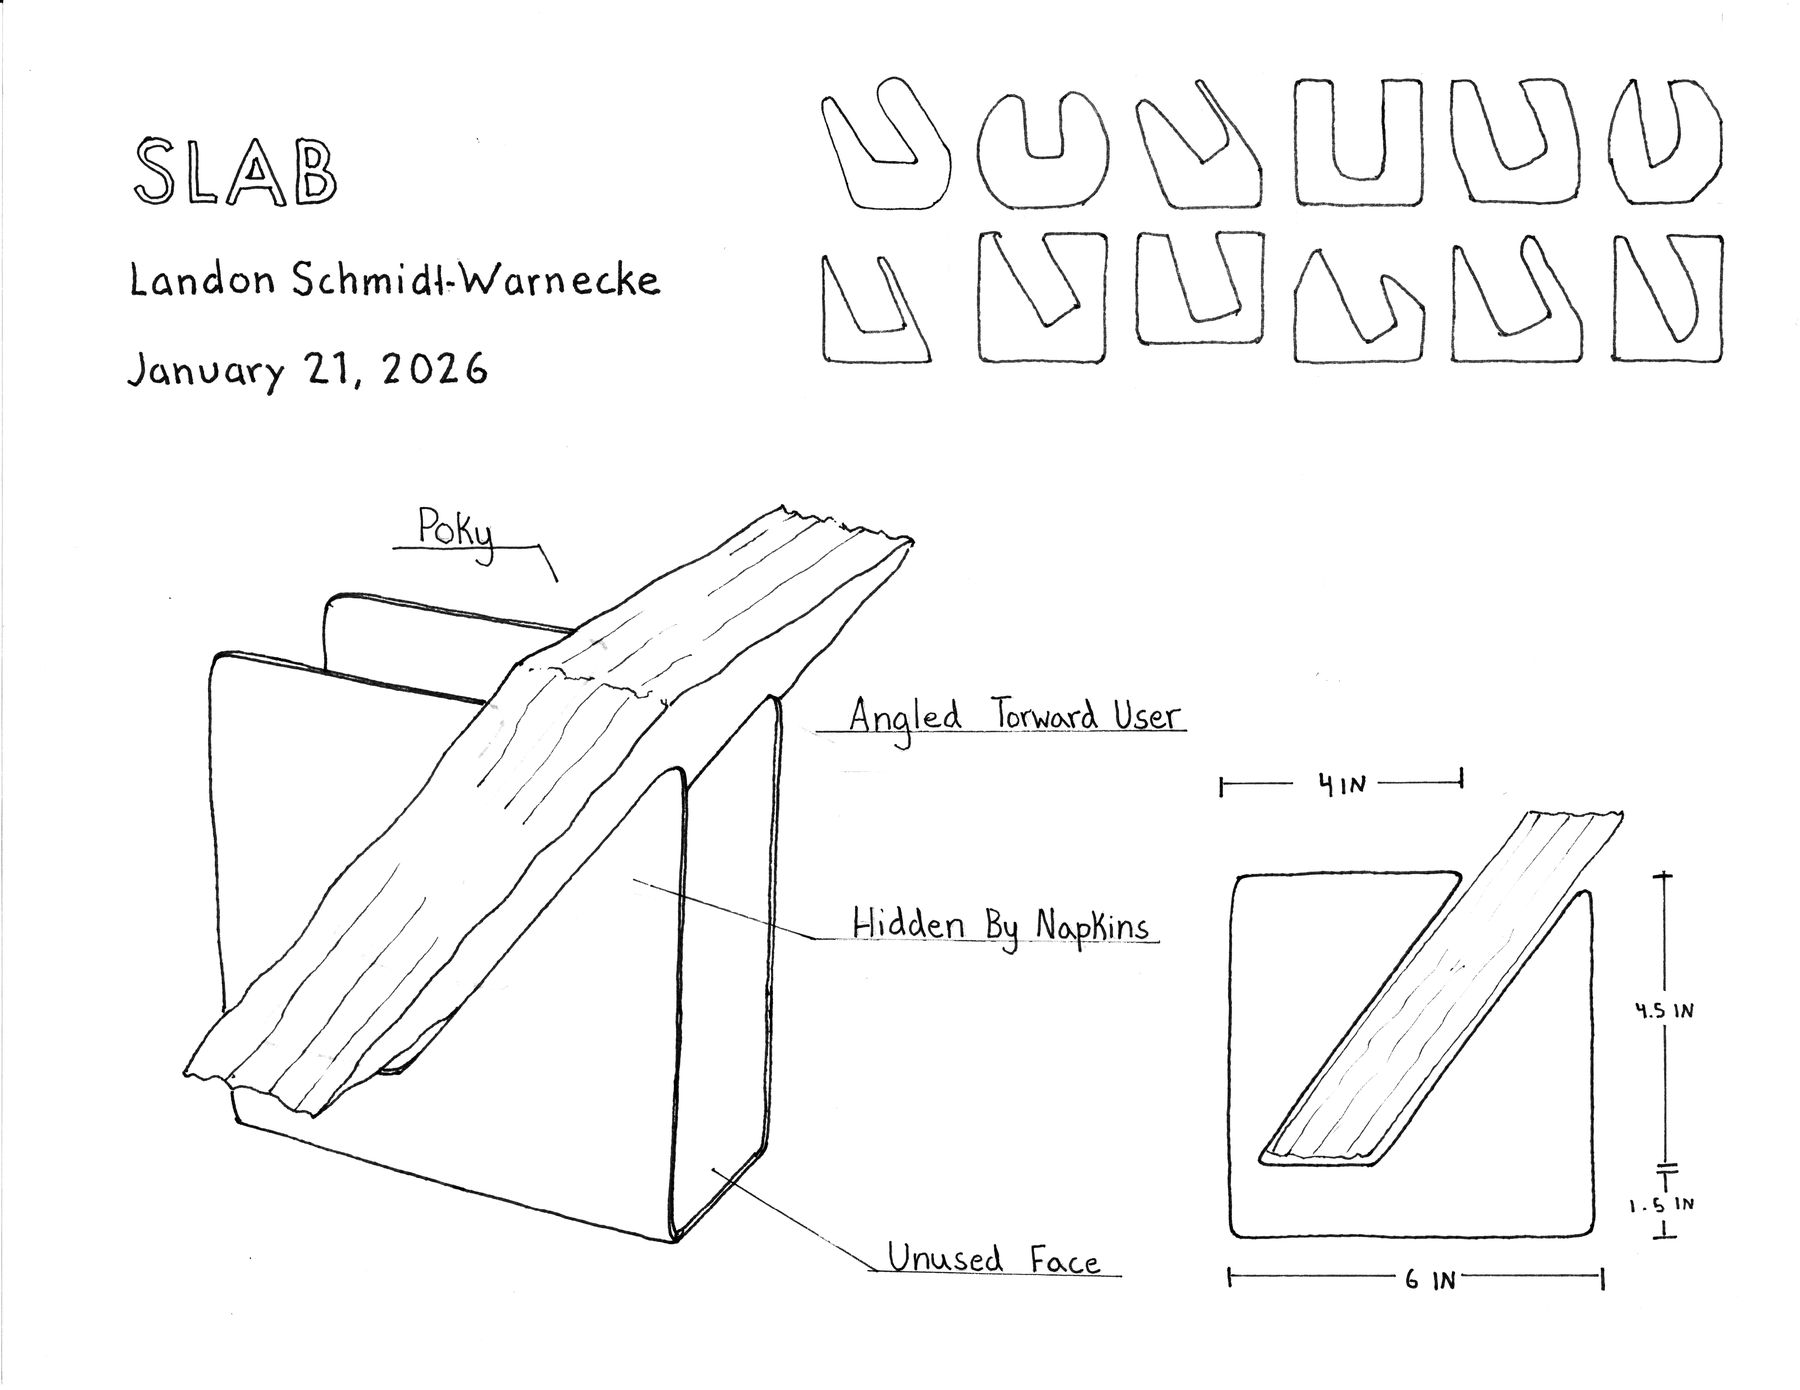 SLAB
Landon Schmidt-Warnecke
January 21, 2026
Poky
Angled Torward User
Hidden By Napkins
Unused Face
4 IN
4.5 IN
1.5 IN
6 IN